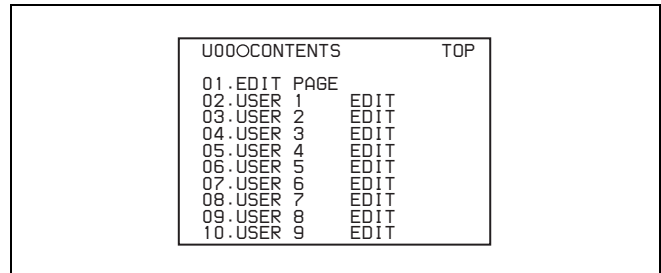 U00○CONTENTS TOP
01.EDIT PAGE
02.USER 1 EDIT
03.USER 2 EDIT
04.USER 3 EDIT
05.USER 4 EDIT
06.USER 5 EDIT
07.USER 6 EDIT
08.USER 7 EDIT
09.USER 8 EDIT
10.USER 9 EDIT